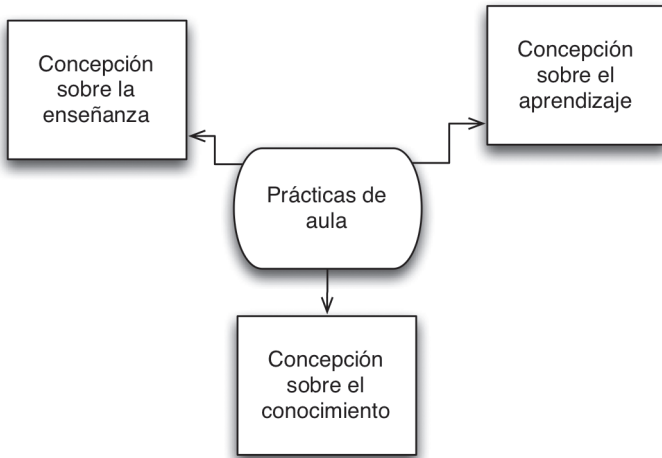 Concepción
sobre la
enseñanza
Concepción
sobre el
aprendizaje
Prácticas de
aula
Concepción
sobre el
conocimiento